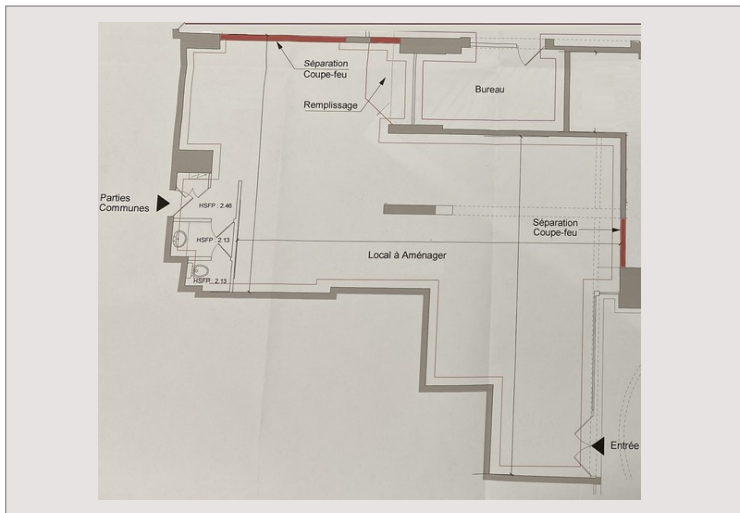 Séparation
Coupe-feu
Remplissage
Bureau
Parties
Communes
HSFP : 2.46
HSFP : 2.13
HSFP : 2.13
Séparation
Coupe-feu
Local à Aménager
Entrée